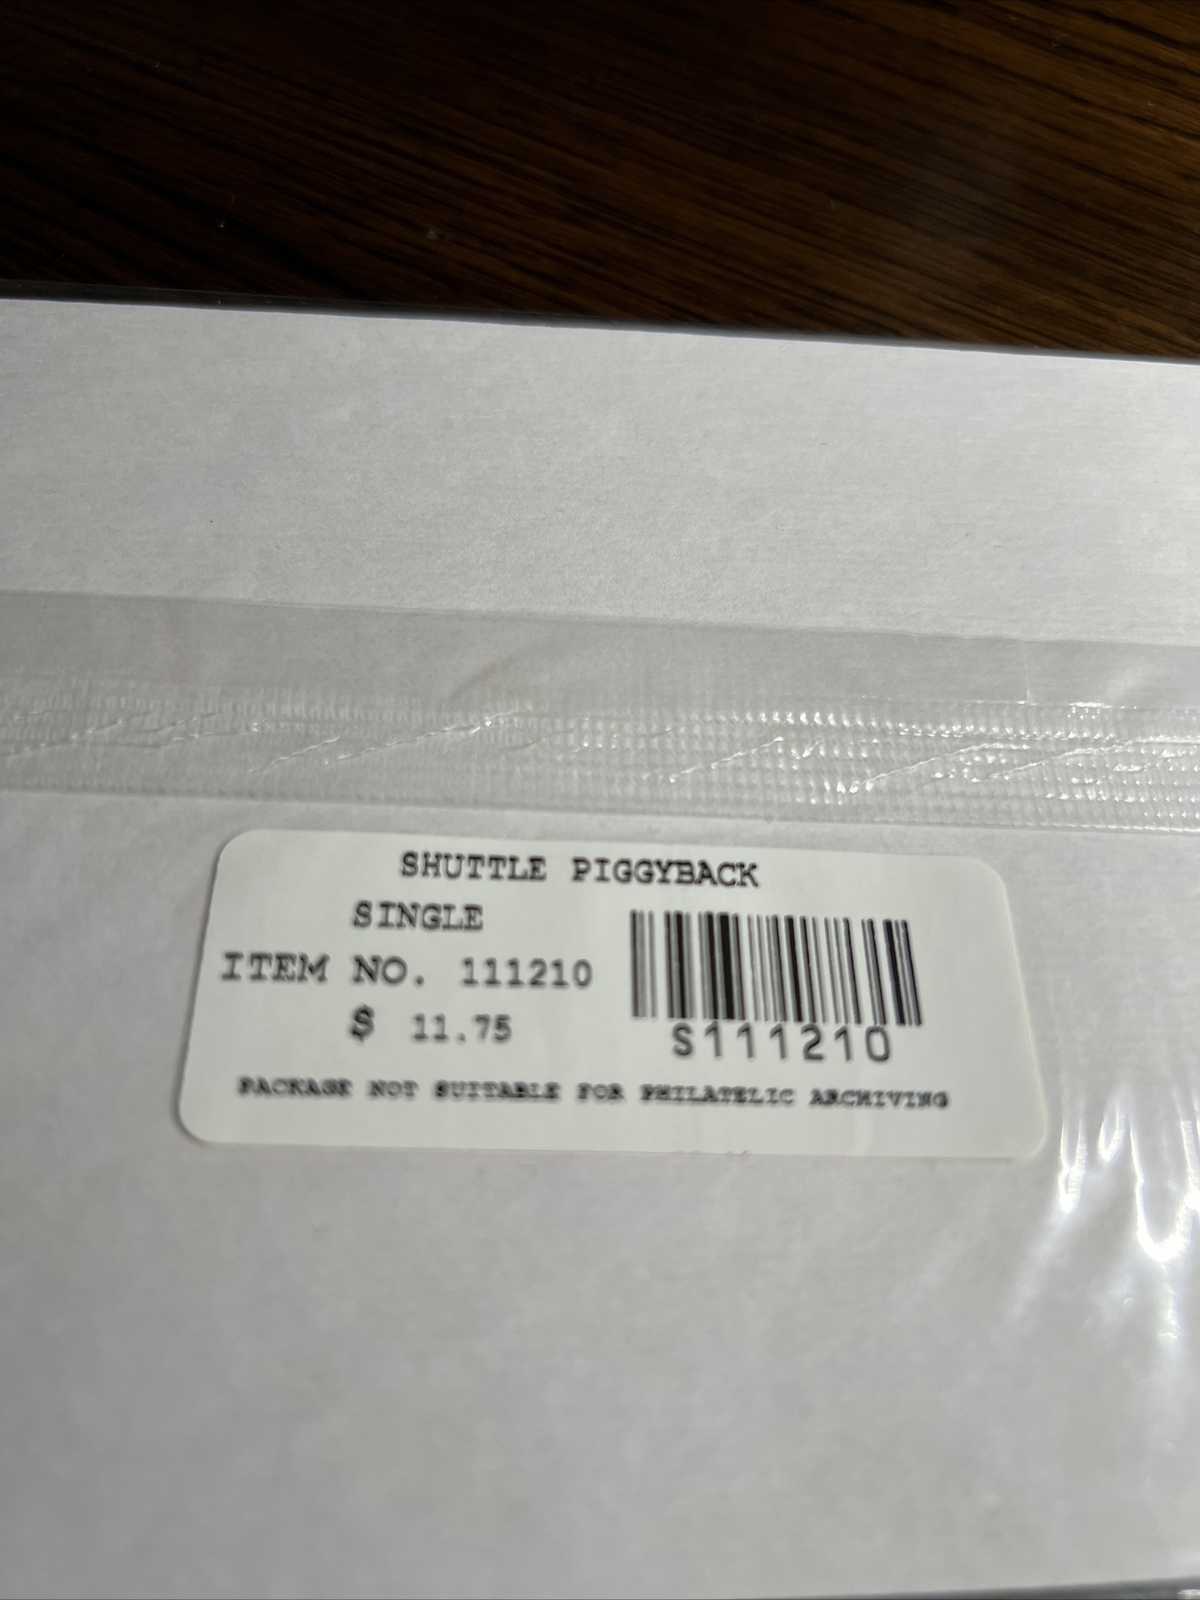 SHUTTLE PIGGYBACK
SINGLE
ITEM NO. 111210
$ 11.75
S111210
PACKAGE NOT SUITABLE FOR PHILATELIC ARCHIVING